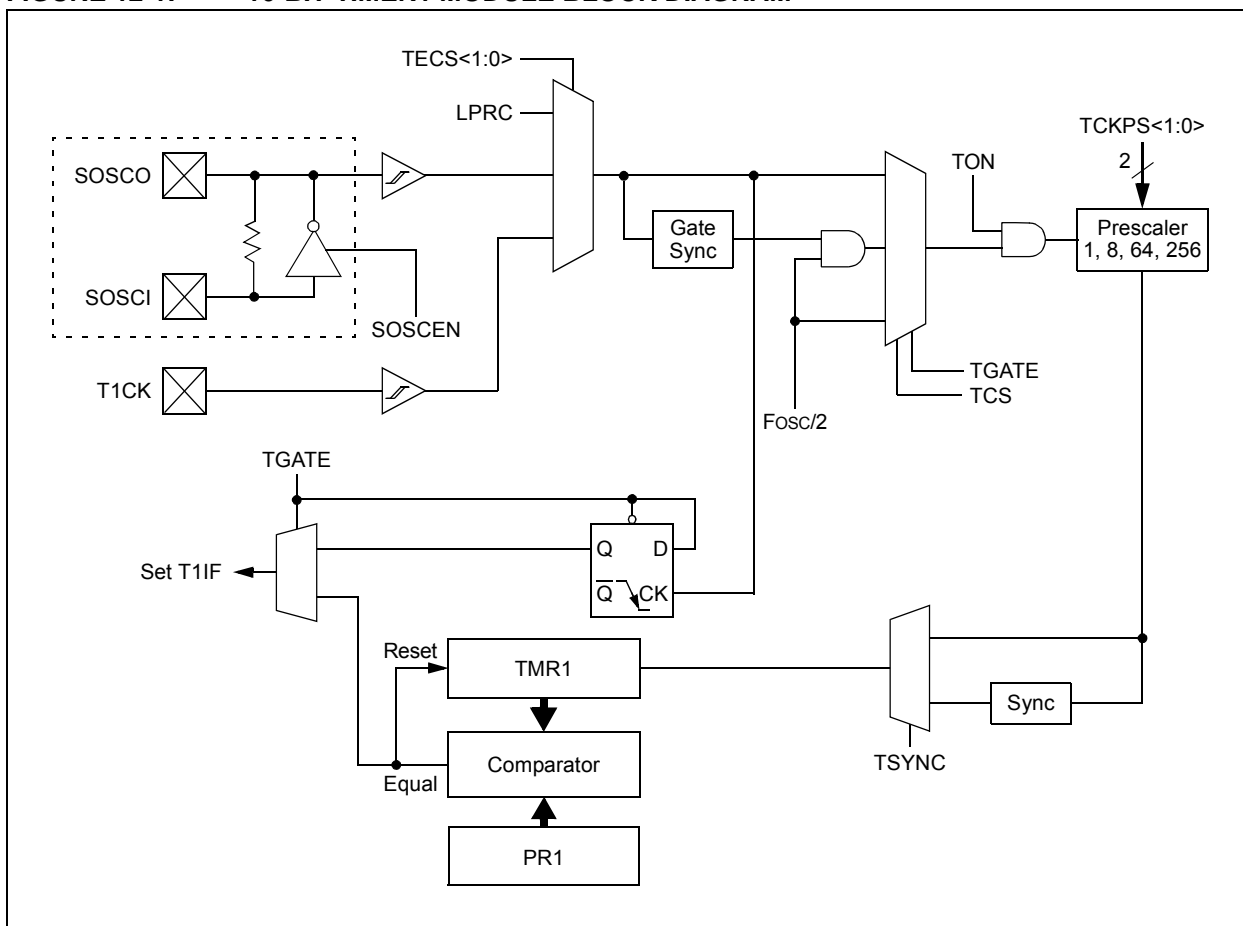 TECS<1:0>
LPRC
TCKPS<1:0>
SOSCO
2
TON
Gate
Sync
Prescaler
1, 8, 64, 256
SOSCI
SOSCEN
TGATE
T1CK
TCS
FOSC/2
TGATE
Q
D
Set T1IF
Q
CK
Reset
TMR1
Sync
Comparator
TSYNC
Equal
PR1